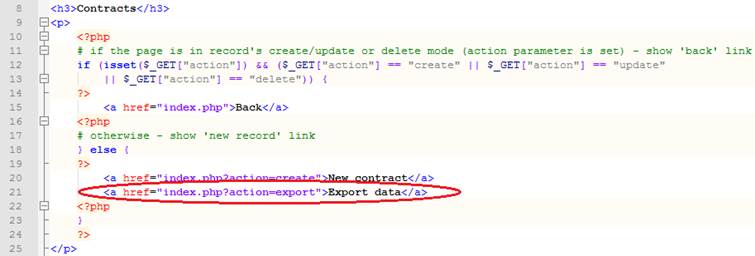 8 <h3>Contracts</h3>
9 <p>
10 <?php
11 # if the page is in record's create/update or delete mode (action parameter is set) - show 'back' link
12 if (isset($_GET["action"]) && ($_GET["action"] == "create" || $_GET["action"] == "update"
13 || $_GET["action"] == "delete")) {
14 ?>
15 <a href="index.php">Back</a>
16 <?php
17 # otherwise - show 'new record' link
18 } else {
19 ?>
20 <a href="index.php?action=create">New contract</a>
21 <a href="index.php?action=export">Export data</a>
22 <?php
23 }
24 ?>
25 </p>